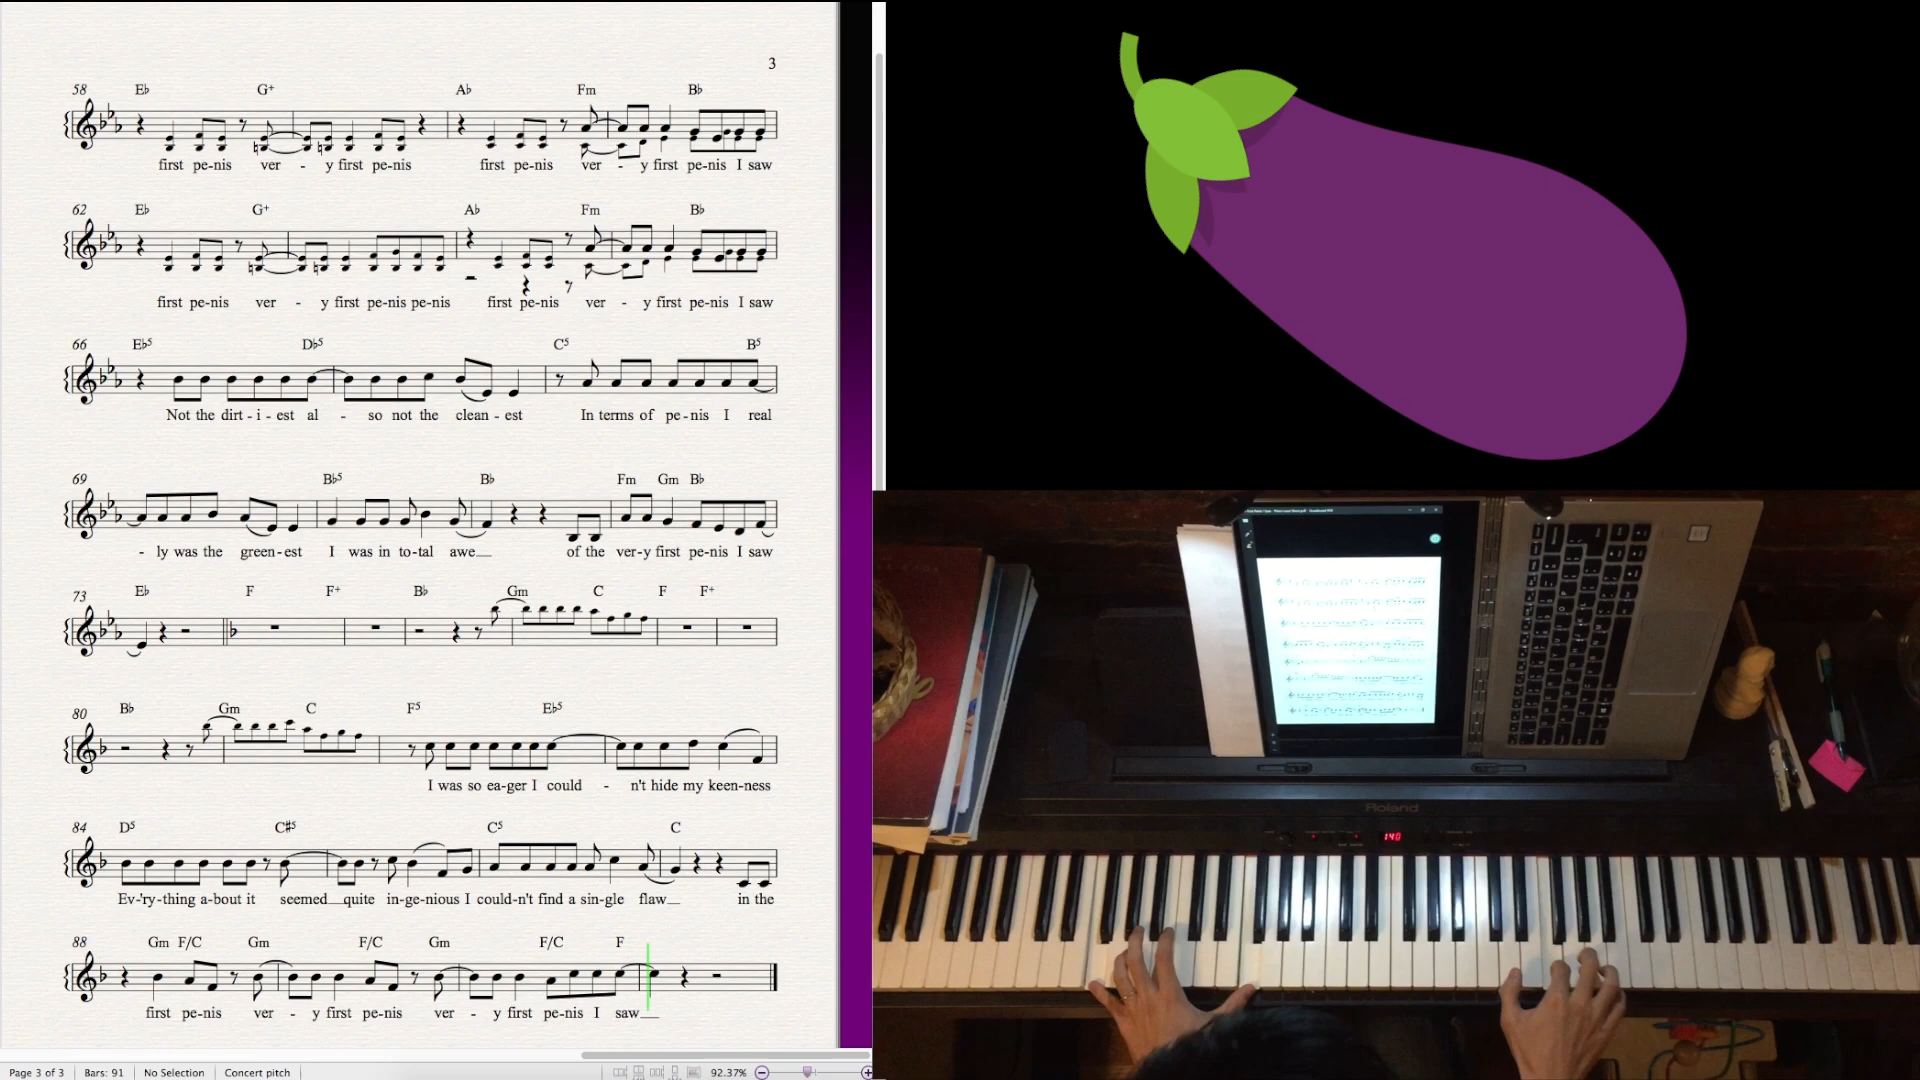 3
58 E♭ G+ A♭ Fm B♭
first pe-nis ver - y first pe-nis first pe-nis ver - y first pe-nis I saw
62 E♭ G+ A♭ Fm B♭
first pe-nis ver - y first pe-nis pe-nis first pe-nis ver - y first pe-nis I saw
66 E♭5 D♭5 C5 B5
Not the dirt - i - est al - so not the clean - est In terms of pe - nis I real
69 B♭5 B♭ Fm Gm B♭
- ly was the green - est I was in to-tal awe__ of the ver-y first pe-nis I saw
73 E♭ F F+ B♭ Gm C F F+
80 B♭ Gm C F5 E♭5
I was so ea-ger I could - n't hide my keen-ness
84 D5 C#5 C5 C
Ev-'ry-thing a-bout it seemed__quite in-ge-nious I could-n't find a sin-gle flaw__ in the
88 Gm F/C Gm F/C Gm F/C F
first pe-nis ver - y first pe-nis ver - y first pe-nis I saw__
Page 3 of 3 Bars: 91 No Selection Concert pitch 92.37%
Roland
140